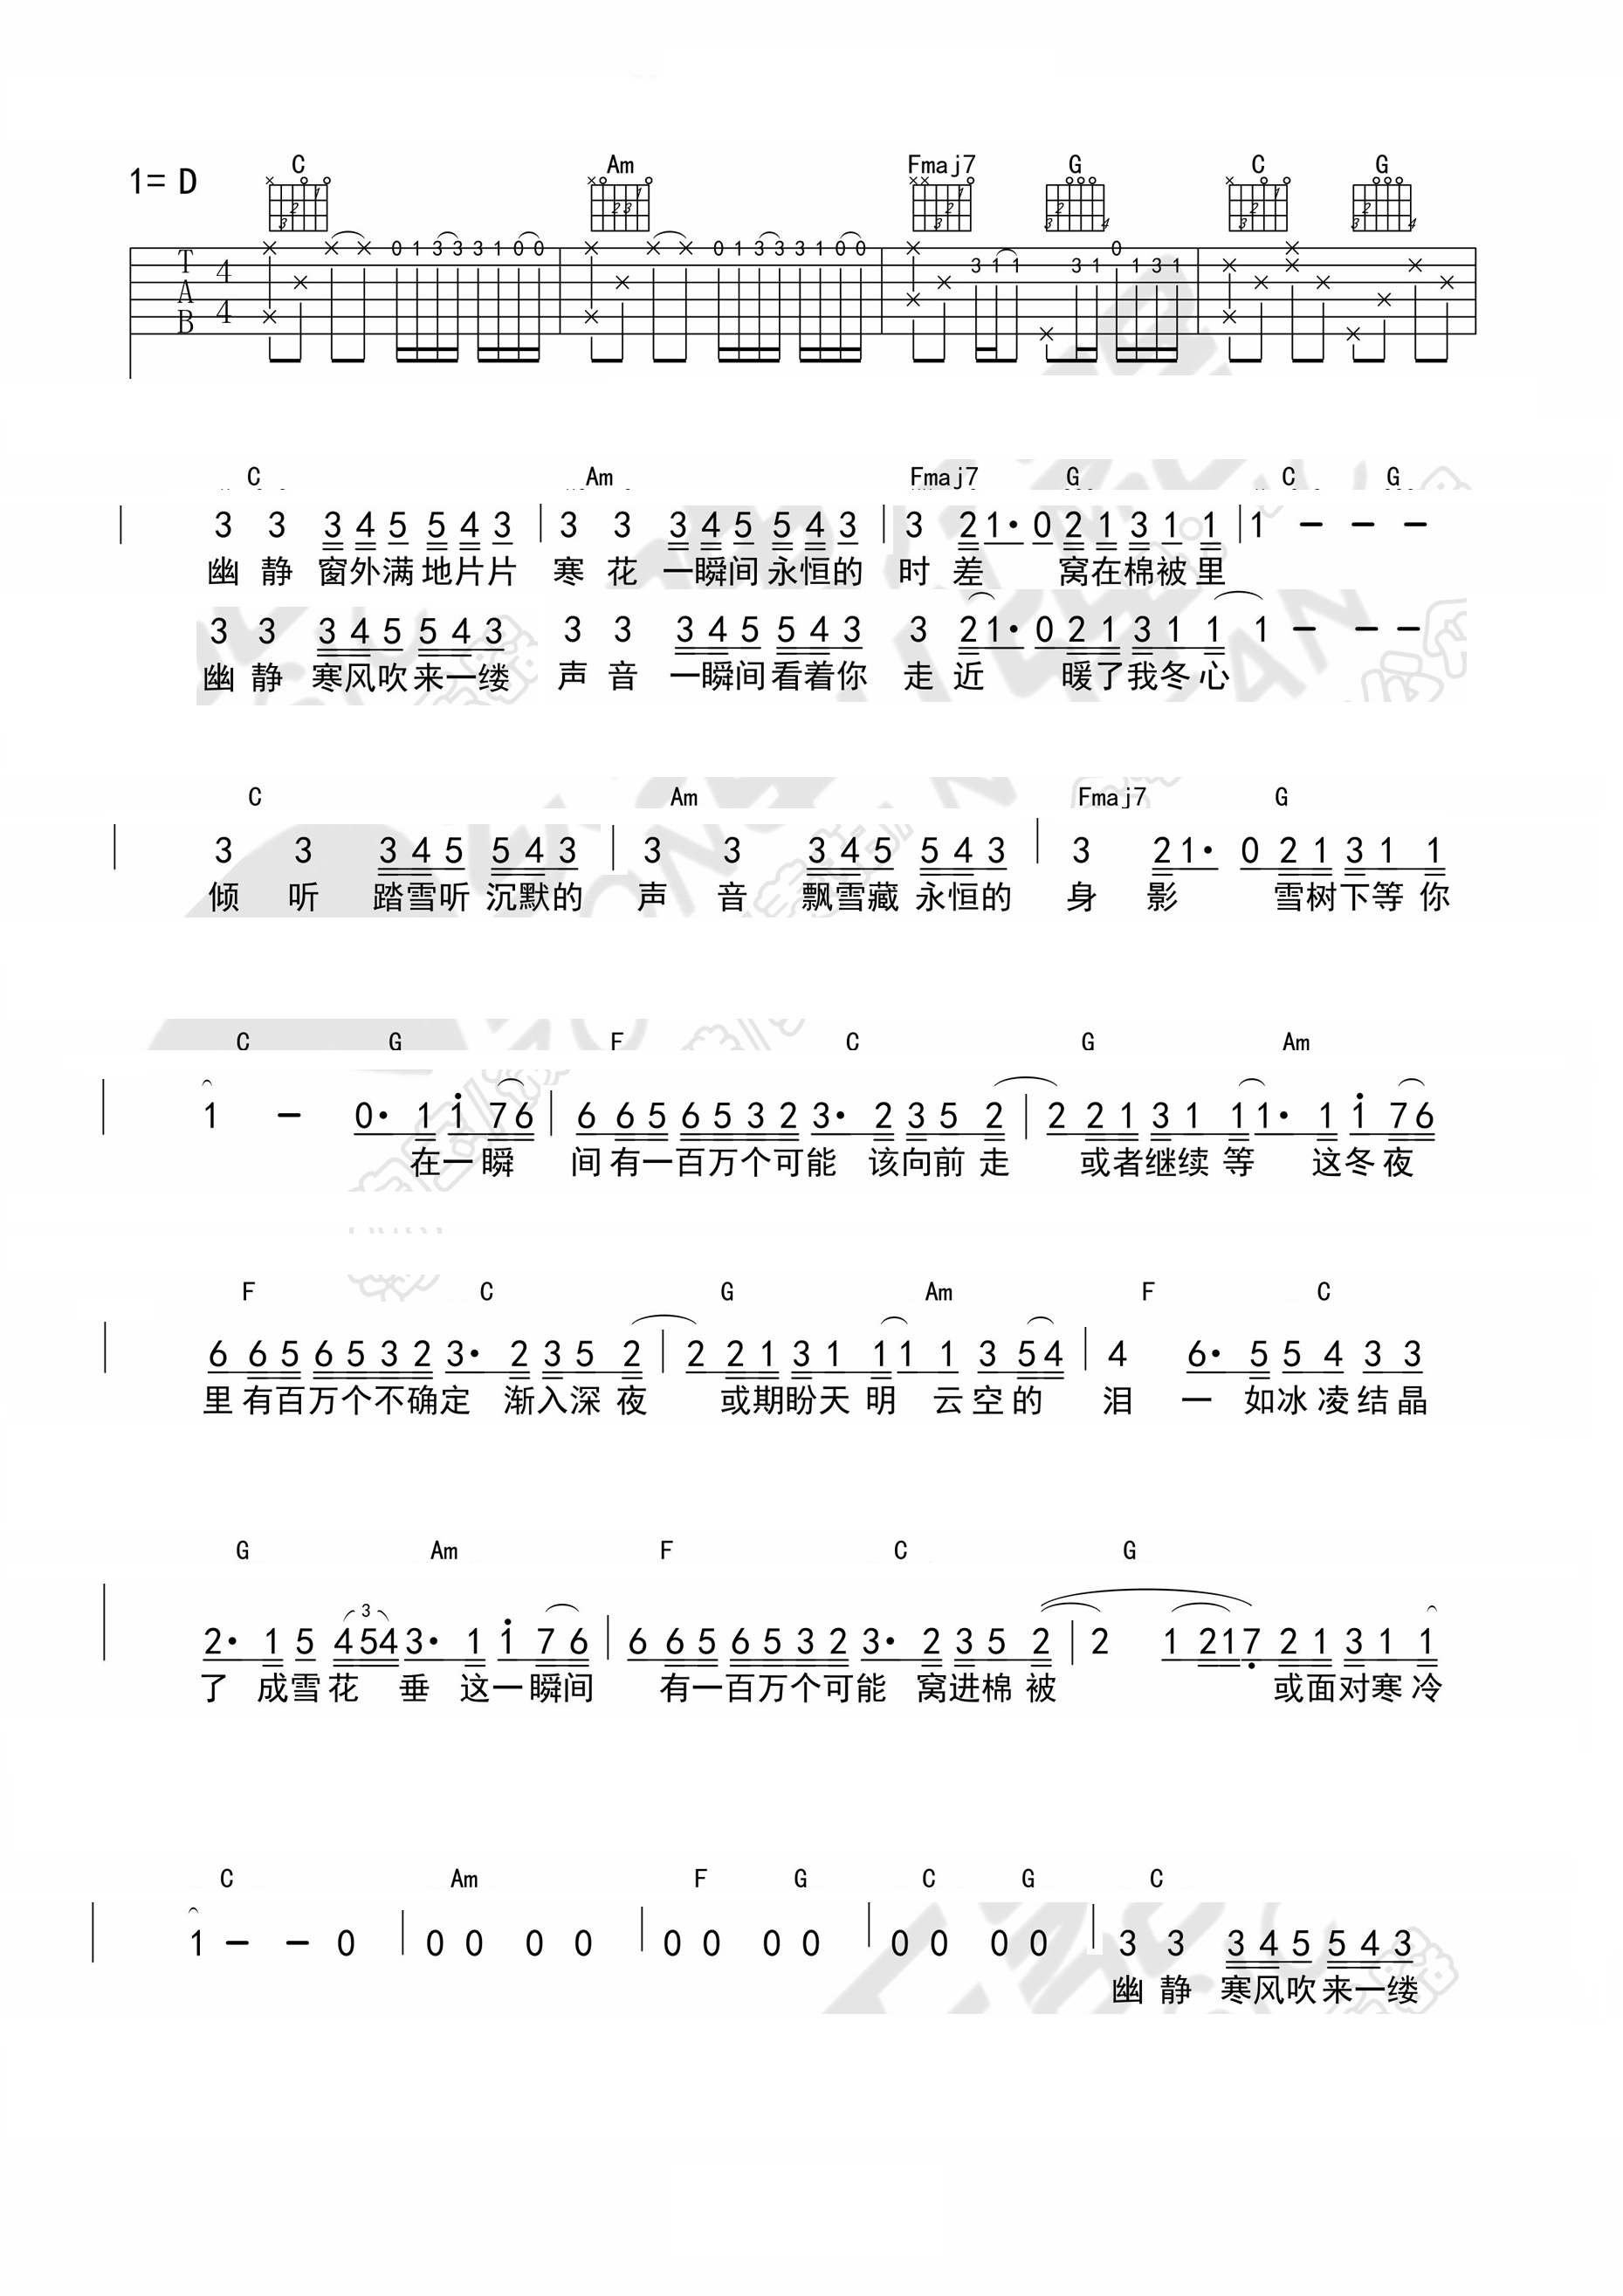 C Am Fmaj7 G C G
1= D
T A B 4/4 0 1 3 3 3 1 0 0 0 1 3 3 3 1 0 0 3 1 1 3 1 0 1 3 1
C Am Fmaj7 G C G
3 3 3 4 5 5 4 3 | 3 3 3 4 5 5 4 3 | 3 2 1· 0 2 1 3 1 1 | 1 - - -
幽 静 窗外满 地片片 寒 花 一瞬间 永恒的 时 差 窝在棉被里
3 3 3 4 5 5 4 3 3 3 3 4 5 5 4 3 3 2 1· 0 2 1 3 1 1 1 - - -
幽 静 寒风吹来一缕 声 音 一瞬间看着你 走 近 暖了我冬心
C Am Fmaj7 G
3 3 3 4 5 5 4 3 | 3 3 3 4 5 5 4 3 | 3 2 1· 0 2 1 3 1 1
倾 听 踏雪听 沉默的 声 音 飘雪藏 永恒的 身 影 雪树下等 你
C G F C G Am
1 - 0· 1 1 7 6 | 6 6 5 6 5 3 2 3· 2 3 5 2 | 2 2 1 3 1 1 1· 1 1 7 6
在一 瞬 间 有一百万个可能 该向前 走 或者继续 等 这冬夜
F C G Am F C
6 6 5 6 5 3 2 3· 2 3 5 2 | 2 2 1 3 1 1 1 1 3 5 4 | 4 6· 5 5 4 3 3
里 有百万个不确定 渐入深 夜 或期盼天 明 云 空 的 泪 一 如冰 凌结晶
G Am F C G
2· 1 5 3 4 5 4 3· 1 1 7 6 | 6 6 5 6 5 3 2 3· 2 3 5 2 | 2 1 2 1 7 2 1 3 1 1
了 成雪 花 垂 这一瞬间 有一百万个可能 窝进棉 被 或面对寒 冷
C Am F G C G C
1 - - 0 | 0 0 0 0 | 0 0 0 0 | 0 0 0 0 | 3 3 3 4 5 5 4 3
幽 静 寒风吹来一缕